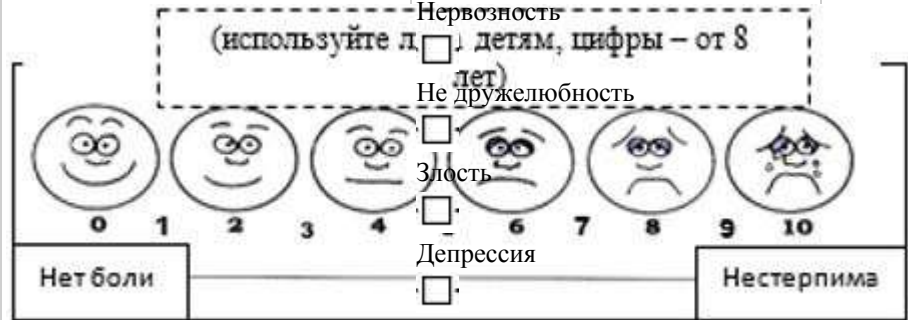 Нервозность
(используйте детям, цифры – от 8
лет)
Не дружелюбность
Злость
0 1 2 3 4 6 7 8 9 10
Депрессия
Нет боли
Нестерпима